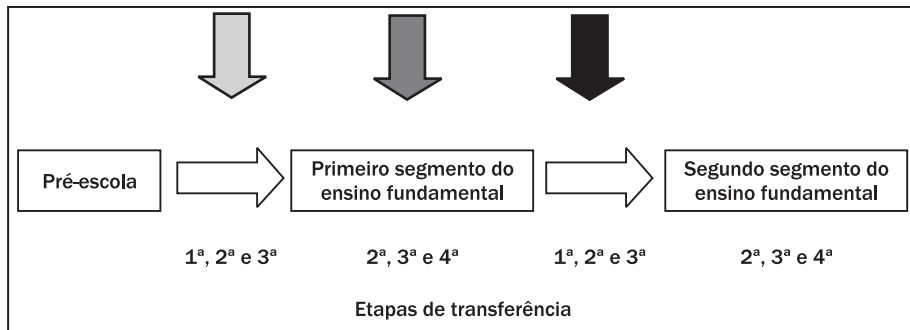 Pré-escola
Primeiro segmento do
ensino fundamental
Segundo segmento do
ensino fundamental
1ª, 2ª e 3ª
2ª, 3ª e 4ª
1ª, 2ª e 3ª
2ª, 3ª e 4ª
Etapas de transferência